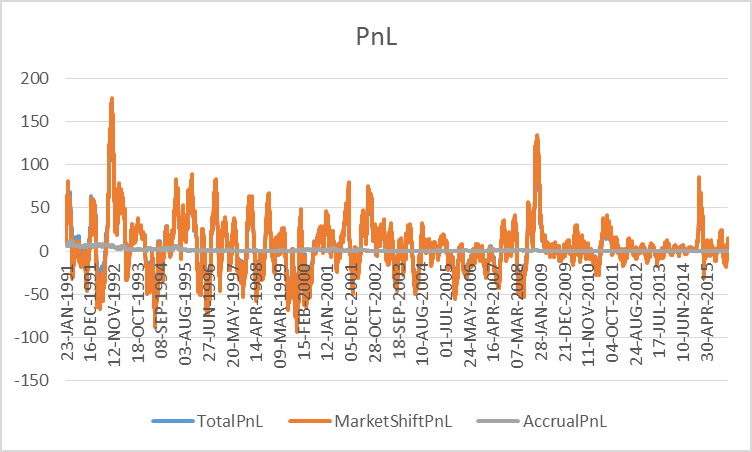 PnL
200
150
100
50
0
-50
-100
-150
23-JAN-1991
16-DEC-1991
12-NOV-1992
18-OCT-1993
08-SEP-1994
03-AUG-1995
27-JUN-1996
20-MAY-1997
14-APR-1998
09-MAR-1999
15-FEB-2000
12-JAN-2001
05-DEC-2001
28-OCT-2002
18-SEP-2003
10-AUG-2004
01-JUL-2005
24-MAY-2006
16-APR-2007
07-MAR-2008
28-JAN-2009
21-DEC-2009
11-NOV-2010
04-OCT-2011
24-AUG-2012
17-JUL-2013
10-JUN-2014
30-APR-2015
TotalPnL MarketShiftPnL AccrualPnL